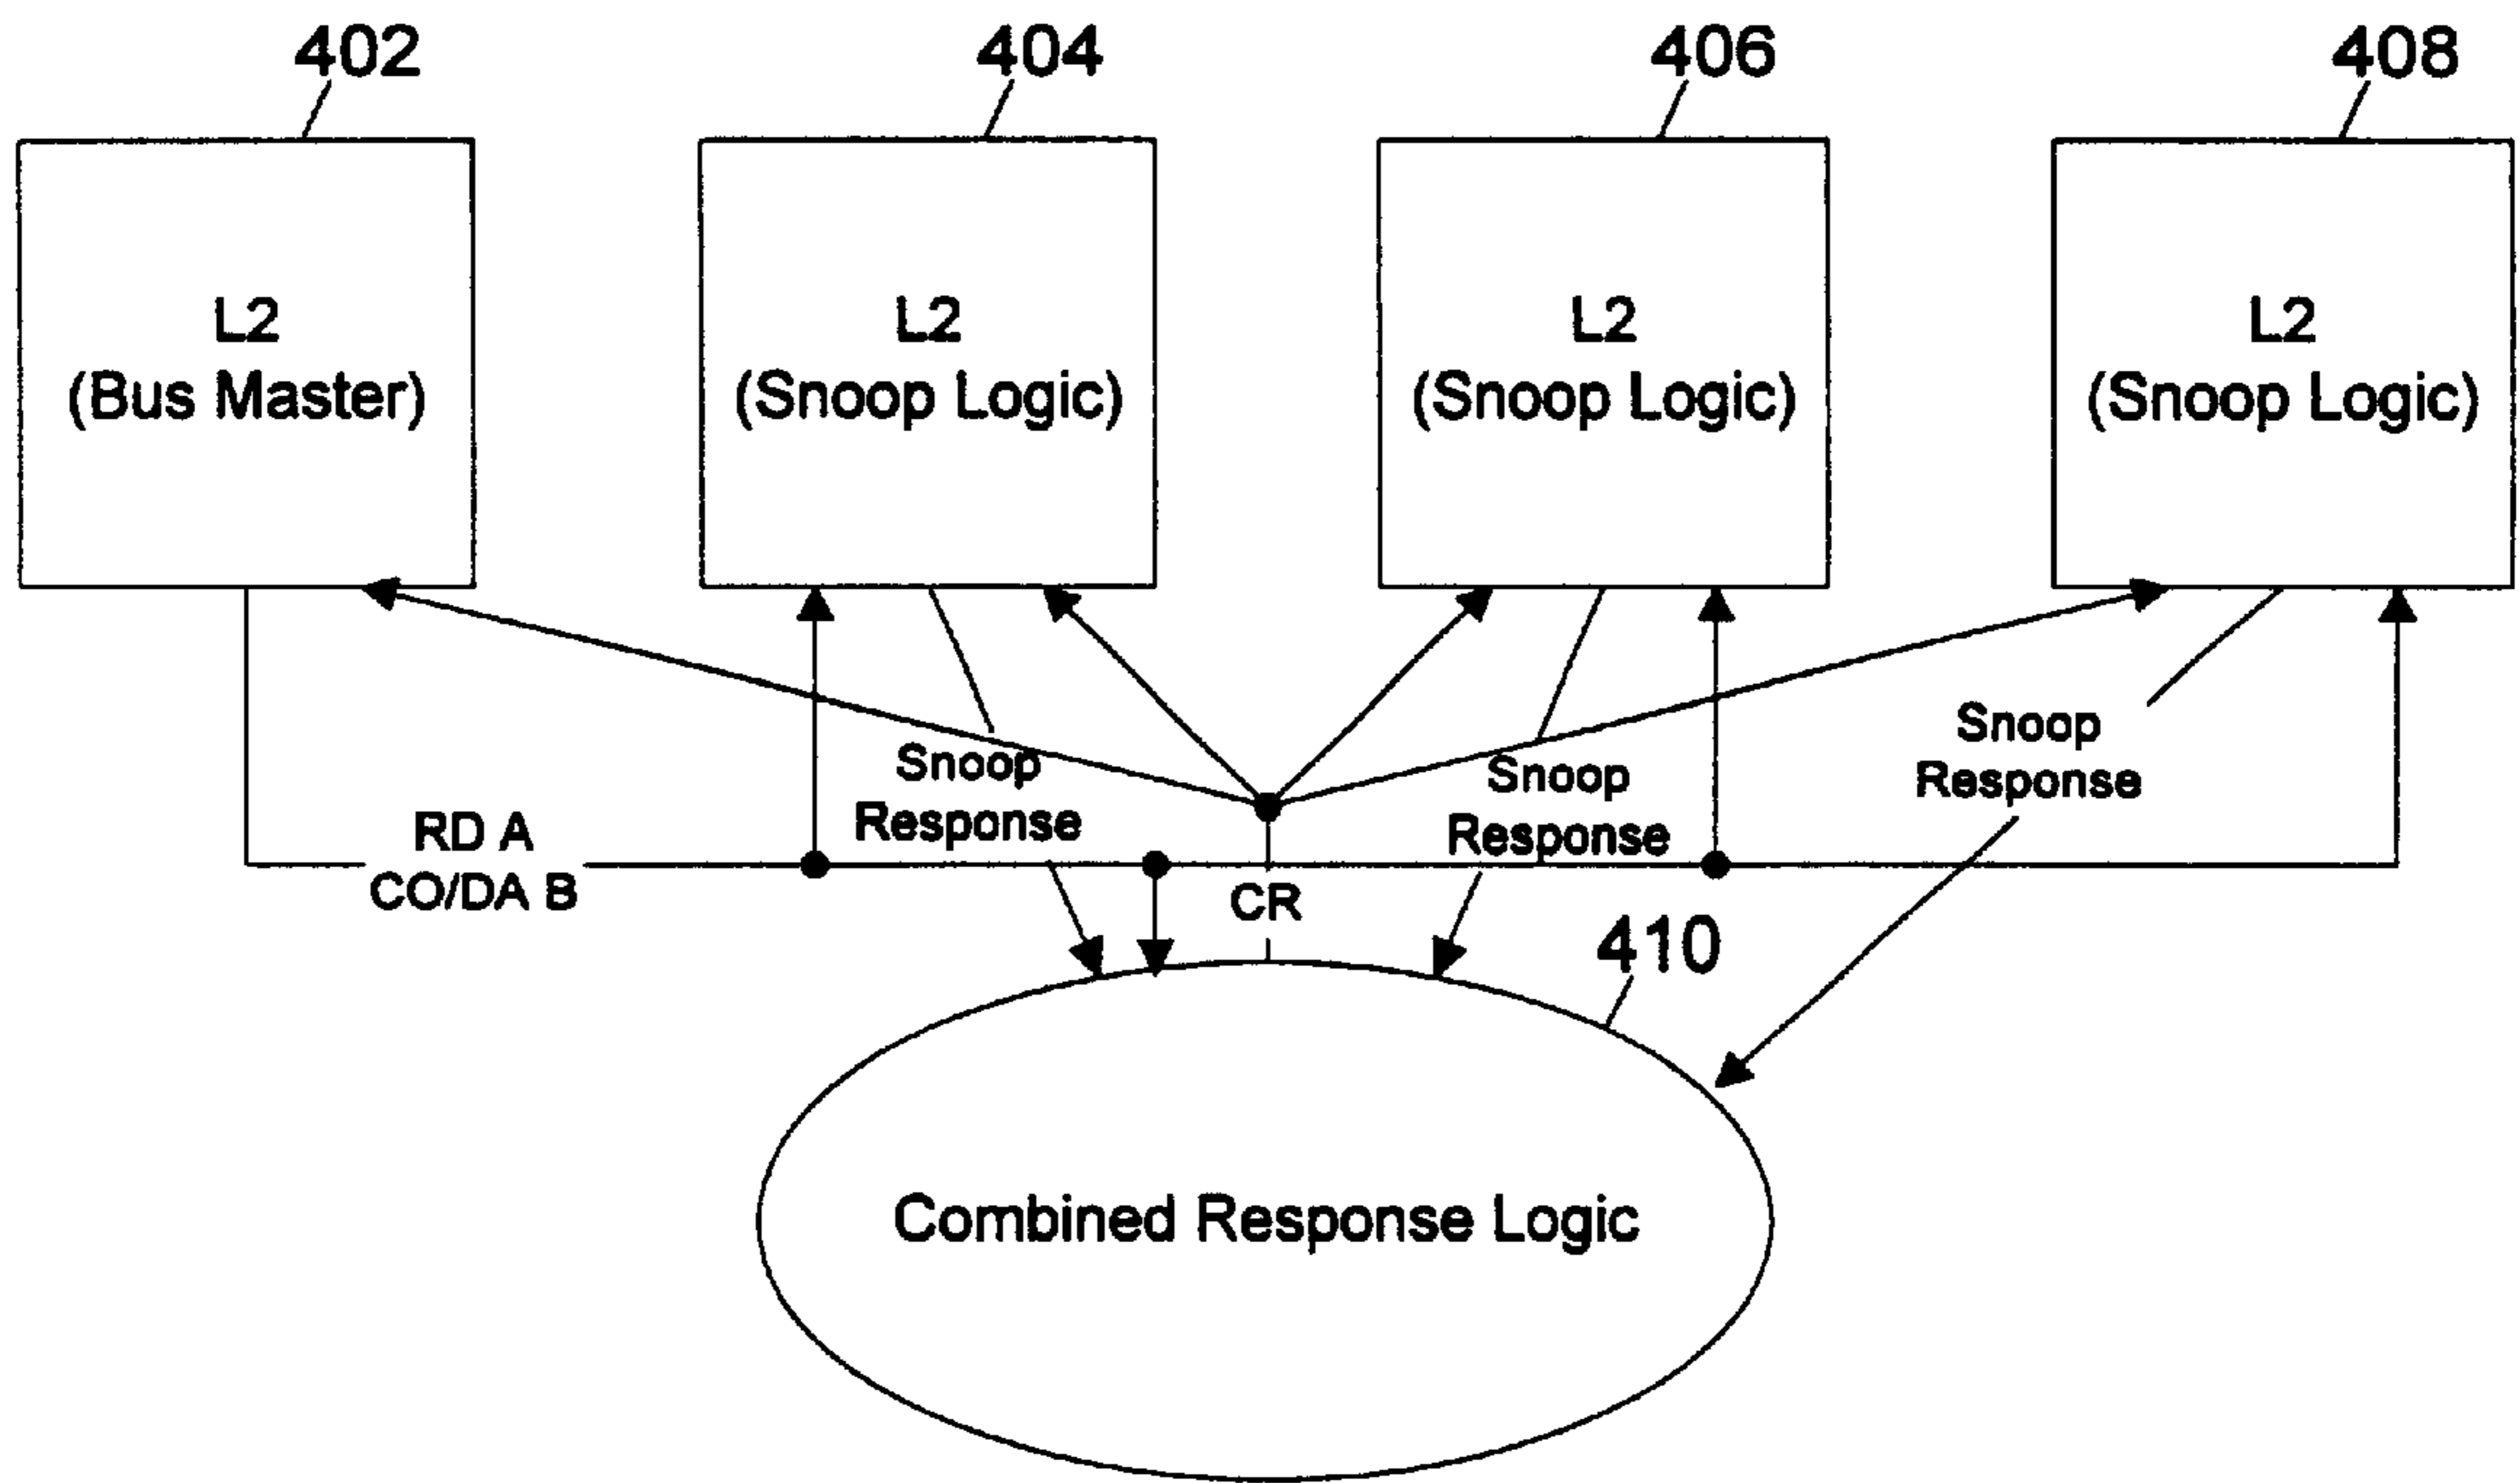 402
404
406
408
L2
(Bus Master)
L2
(Snoop Logic)
L2
(Snoop Logic)
L2
(Snoop Logic)
RD A
CO/DA B
Snoop
Response
CR
Snoop
Response
Snoop
Response
410
Combined Response Logic